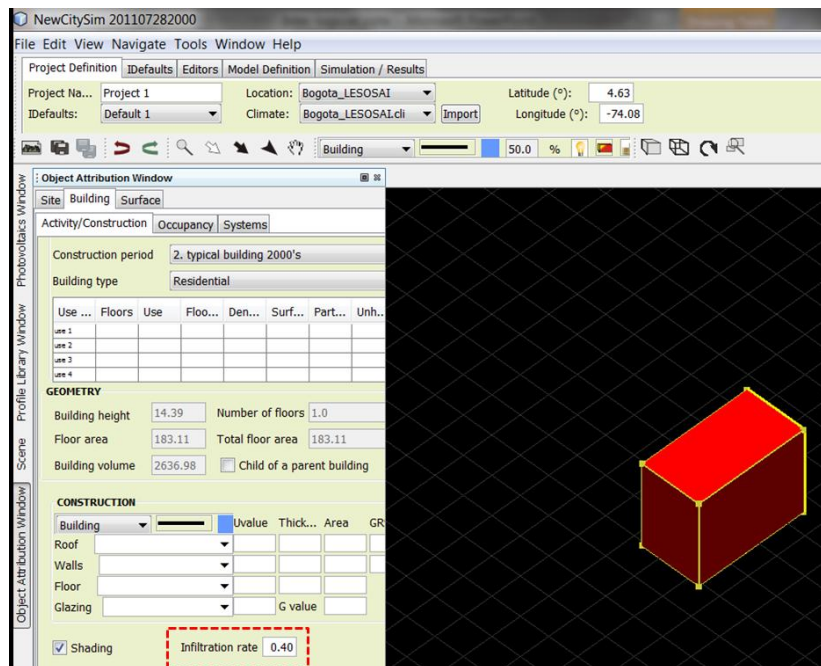 NewCitySim 201107282000
File Edit View Navigate Tools Window Help
Project Definition IDefaults Editors Model Definition Simulation / Results
Project Na... Project 1 Location: Bogota_LESOSAI Latitude (°): 4.63
IDefaults: Default 1 Climate: Bogota_LESOSAI.cli Import Longitude (°): -74.08
Building 50.0 %
Object Attribution Window
Site Building Surface
Activity/Construction Occupancy Systems
Construction period 2. typical building 2000's
Building type Residential
Use ... Floors Use Floo... Den... Surf... Part... Unh..
use 1
use 2
use 3
use 4
GEOMETRY
Building height 14.39 Number of floors 1.0
Floor area 183.11 Total floor area 183.11
Building volume 2636.98 Child of a parent building
CONSTRUCTION
Building Uvalue Thick... Area GR
Roof
Walls
Floor
Glazing G value
Shading Infiltration rate 0.40
Photovoltaics Window
Profile Library Window
Scene
Object Attribution Window